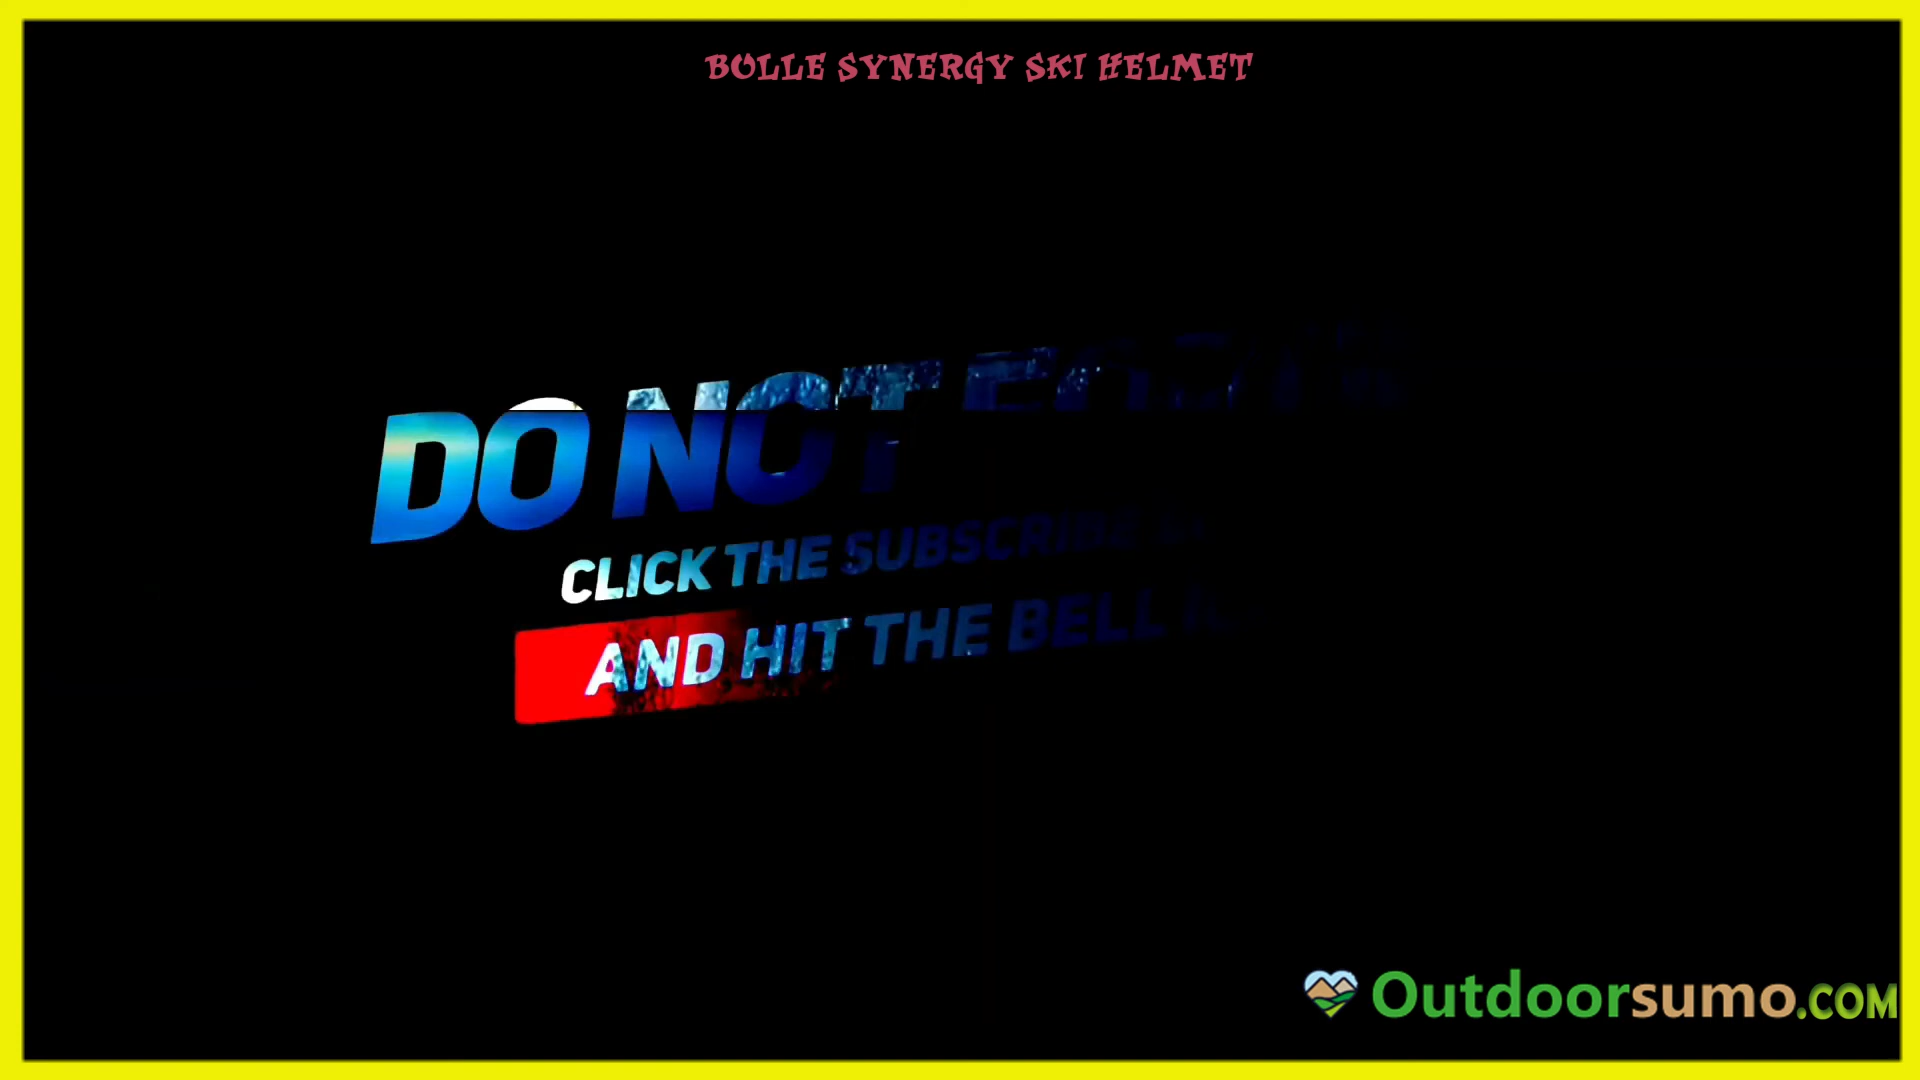 BOLLE SYNERGY SKI HELMET
DO NOT
CLICK THE SUBSCRIBE
AND HIT THE BELL
Outdoorsumo.COM